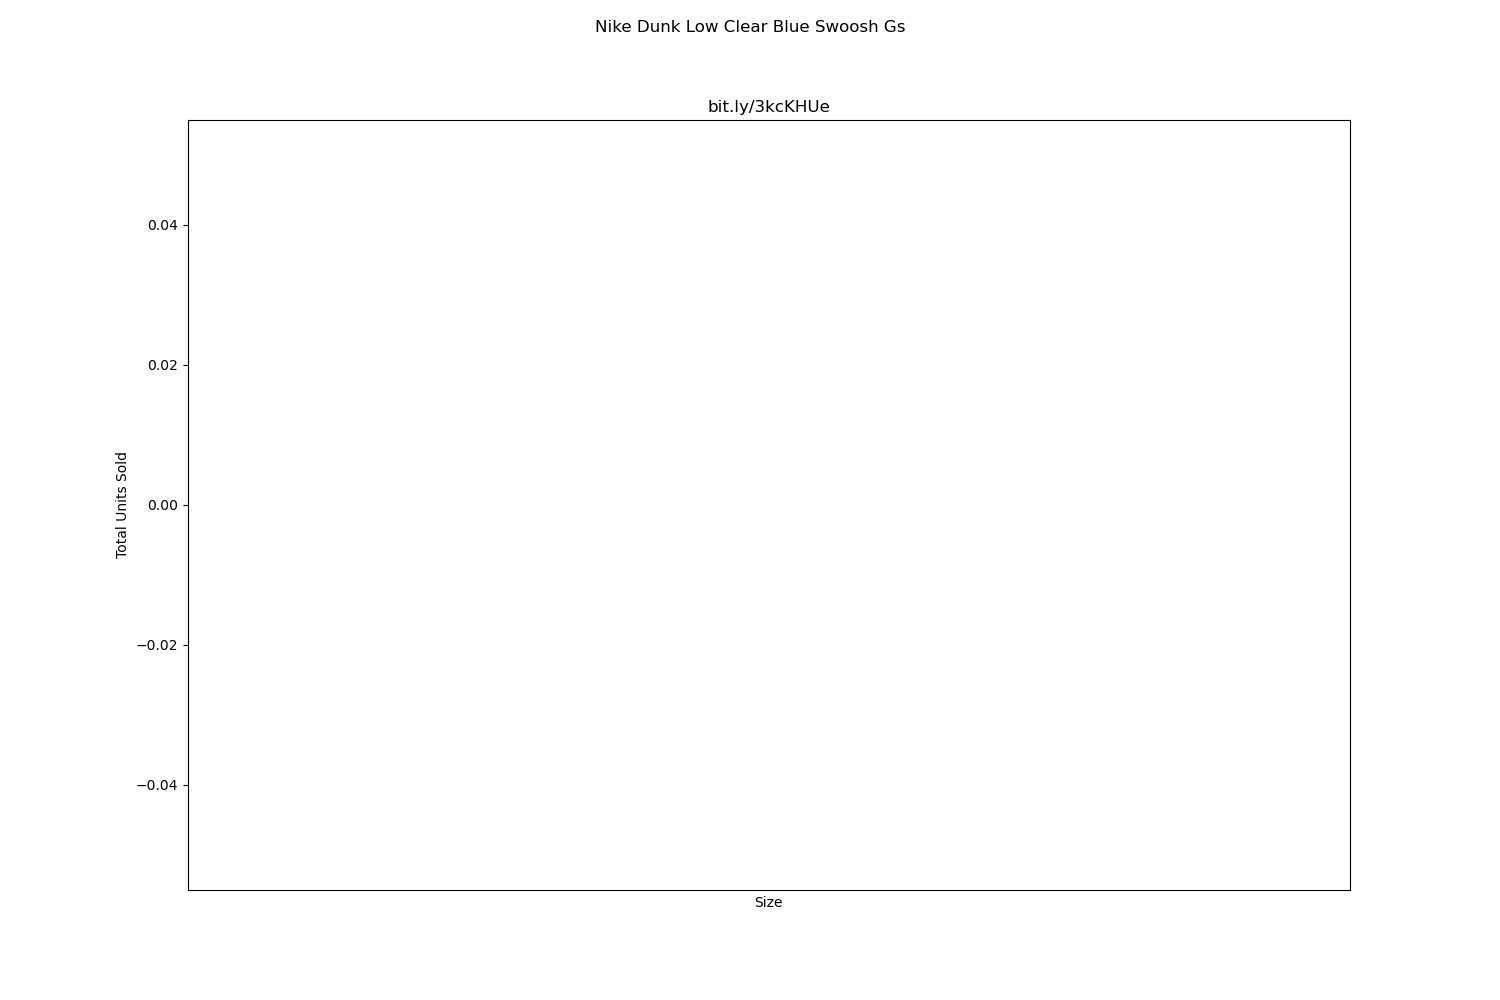 Nike Dunk Low Clear Blue Swoosh Gs
bit.ly/3kcKHUe
0.04
0.02
0.00
−0.02
−0.04
Total Units Sold
Size